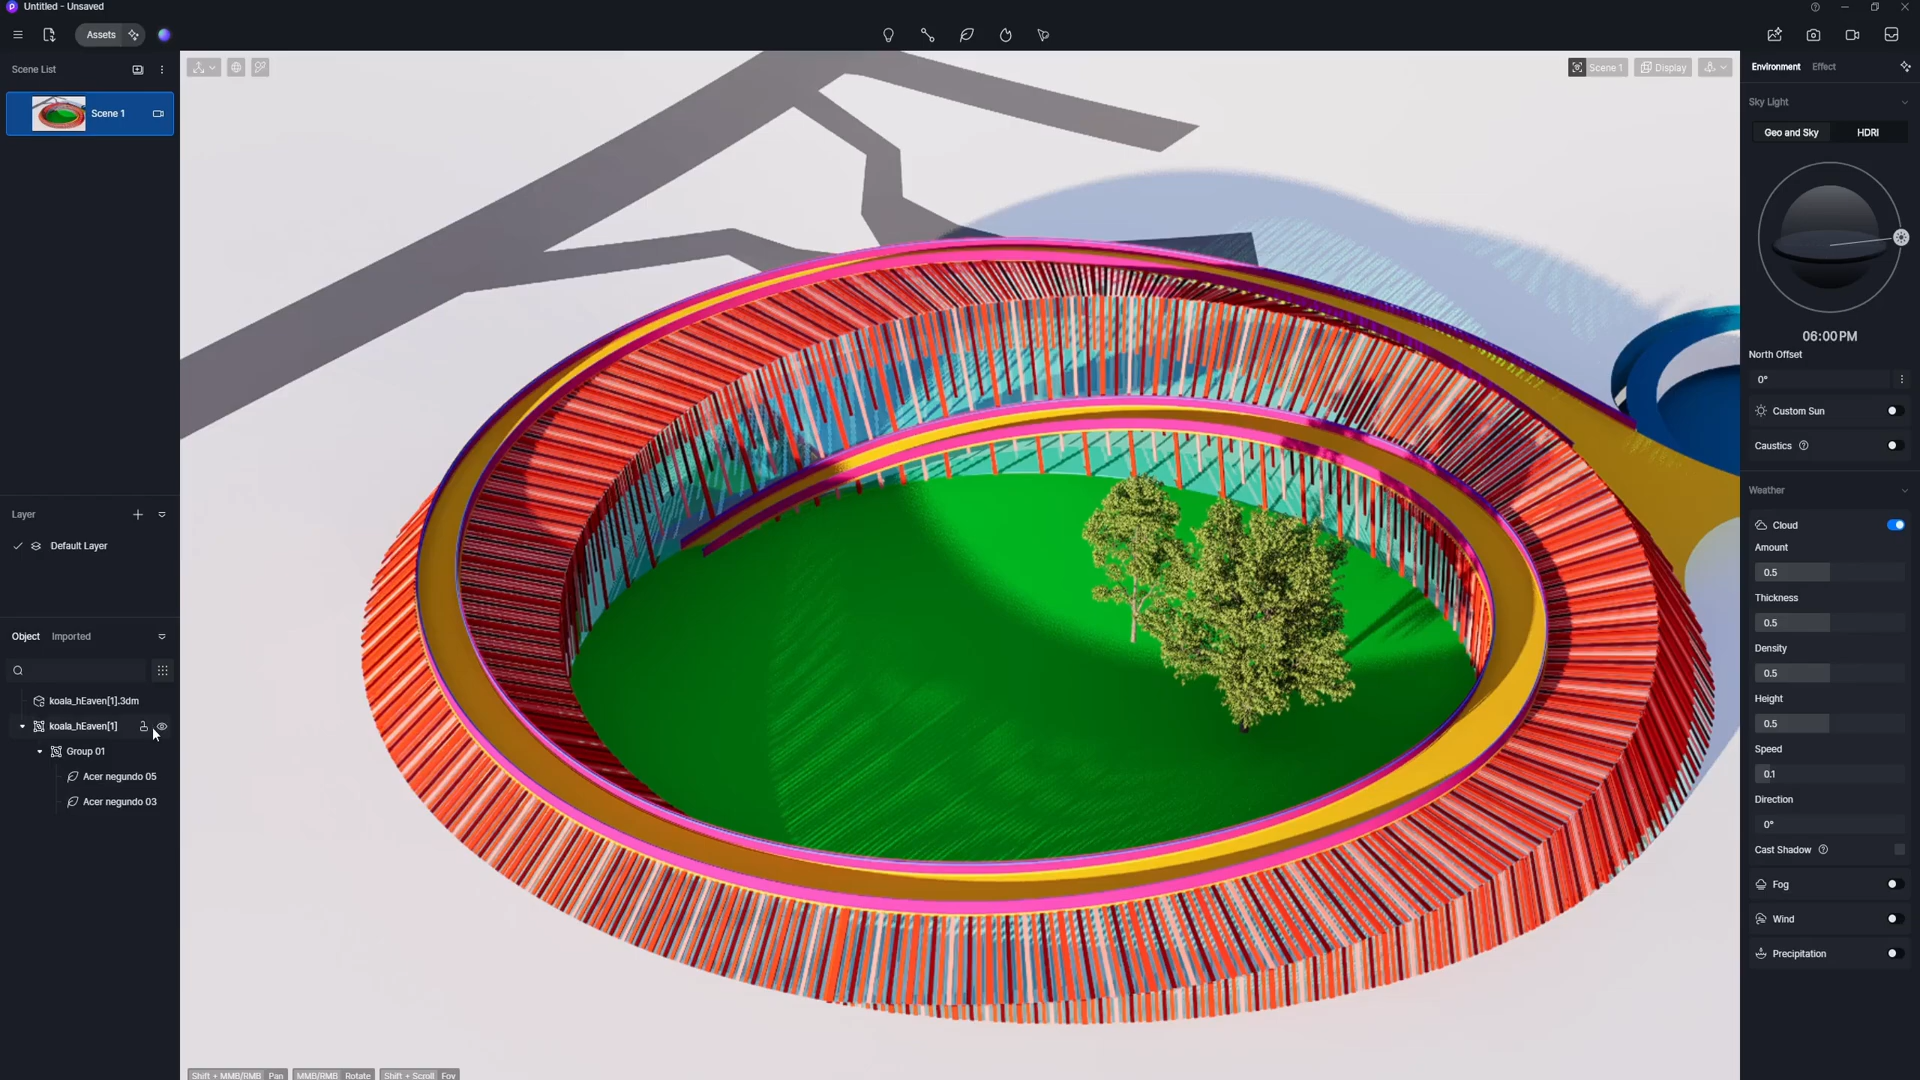 Untitled - Unsaved
Assets
Scene List
Scene 1
Layer
Default Layer
Object Imported
koala_hEaven[1].3dm
koala_hEaven[1]
Group 01
Acer negundo 05
Acer negundo 03
Scene 1 Display
Shift + MMB/RMB Pan MMB/RMB Rotate Shift + Scroll Fov
Environment Effect
Sky Light
Geo and Sky HDRI
06:00PM
North Offset
0°
Custom Sun
Caustics
Weather
Cloud
Amount
0.5
Thickness
0.5
Density
0.5
Height
0.5
Speed
0.1
Direction
0°
Cast Shadow
Fog
Wind
Precipitation